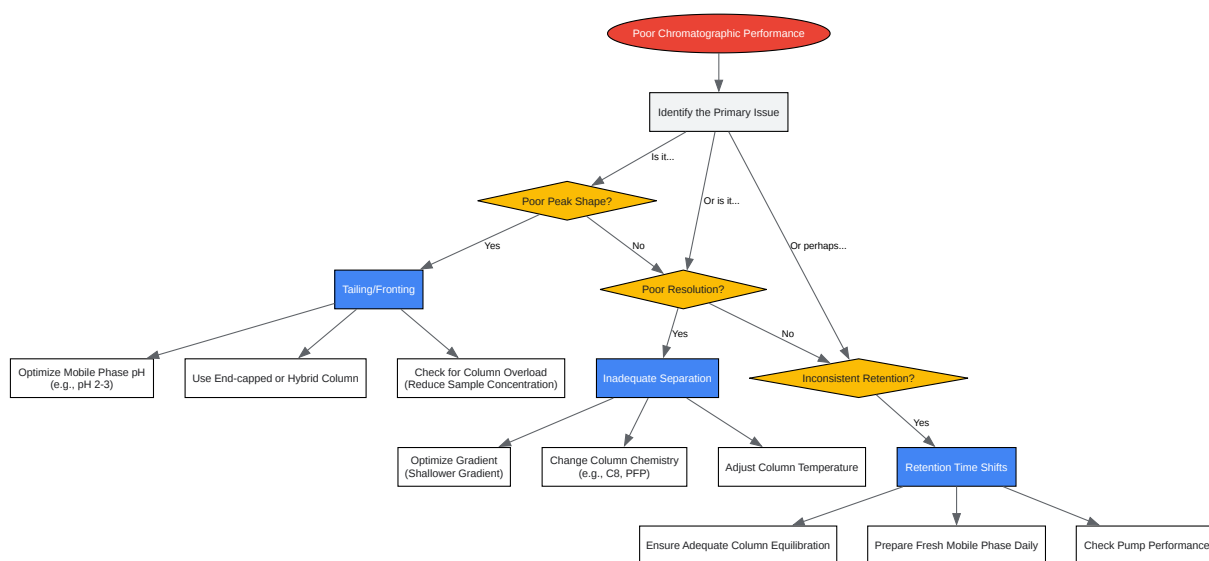 Poor Chromatographic Performance
Identify the Primary Issue
Is it...
Or is it...
Or perhaps...
Poor Peak Shape?
Yes
No
Tailing/Fronting
Poor Resolution?
Yes
No
Optimize Mobile Phase pH
(e.g., pH 2-3)
Use End-capped or Hybrid Column
Check for Column Overload
(Reduce Sample Concentration)
Inadequate Separation
Inconsistent Retention?
Yes
Optimize Gradient
(Shallower Gradient)
Change Column Chemistry
(e.g., C8, PFP)
Adjust Column Temperature
Retention Time Shifts
Ensure Adequate Column Equilibration
Prepare Fresh Mobile Phase Daily
Check Pump Performance